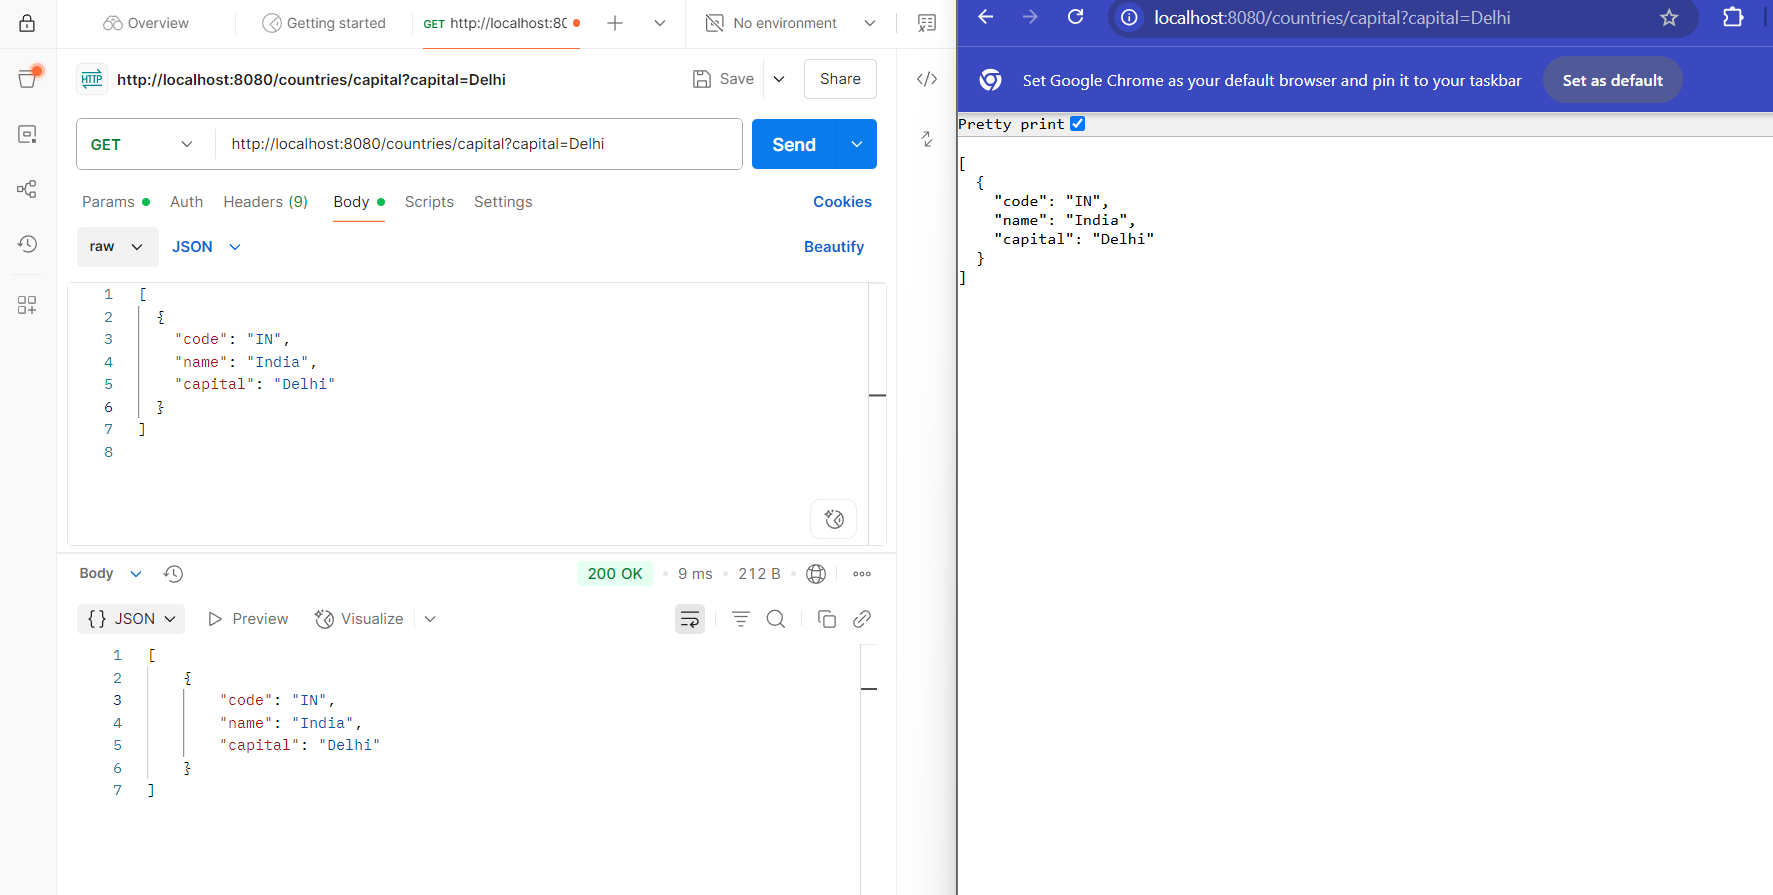 Overview
Getting started
GET http://localhost:80
No environment
HTTP http://localhost:8080/countries/capital?capital=Delhi
Save
Share
GET
http://localhost:8080/countries/capital?capital=Delhi
Send
Params
Auth
Headers (9)
Body
Scripts
Settings
Cookies
raw
JSON
Beautify
1 [
2 {
3 "code": "IN",
4 "name": "India",
5 "capital": "Delhi"
6 }
7 ]
8
Body
200 OK
9 ms
212 B
{} JSON
Preview
Visualize
1 [
2 {
3 "code": "IN",
4 "name": "India",
5 "capital": "Delhi"
6 }
7 ]
localhost:8080/countries/capital?capital=Delhi
Set Google Chrome as your default browser and pin it to your taskbar
Set as default
Pretty print
[
{
"code": "IN",
"name": "India",
"capital": "Delhi"
}
]